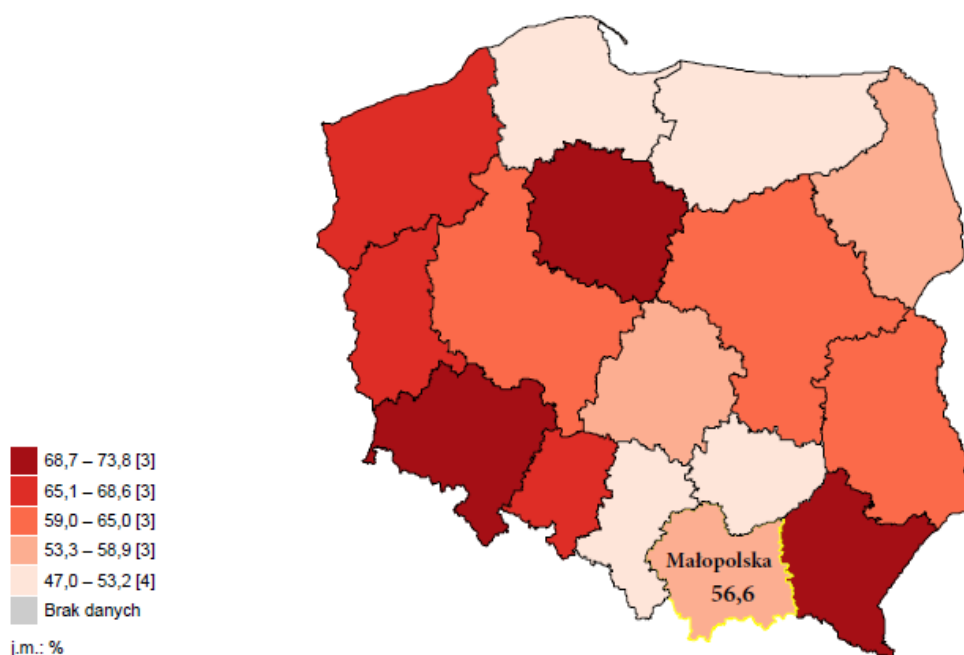 Małopolska
56,6
68,7 – 73,8 [3]
65,1 – 68,6 [3]
59,0 – 65,0 [3]
53,3 – 58,9 [3]
47,0 – 53,2 [4]
Brak danych
j.m.: %